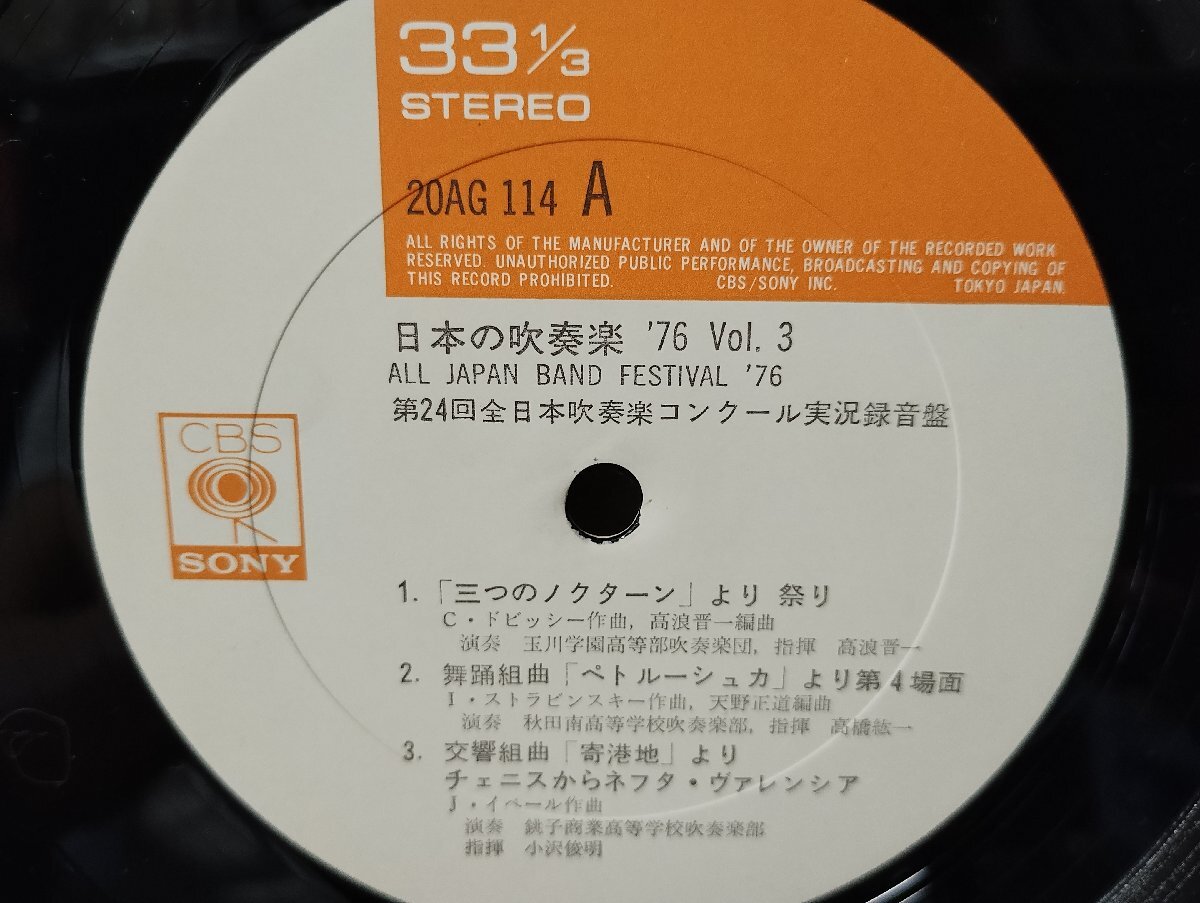 33 1/3
STEREO
20AG 114 A
ALL RIGHTS OF THE MANUFACTURER AND OF THE OWNER OF THE RECORDED WORK
RESERVED. UNAUTHORIZED PUBLIC PERFORMANCE, BROADCASTING AND COPYING OF
THIS RECORD PROHIBITED. CBS/SONY INC. TOKYO JAPAN.
日本の吹奏楽 '76 Vol. 3
ALL JAPAN BAND FESTIVAL '76
第24回全日本吹奏楽コンクール実況録音盤
CBS
SONY
1. 「三つのノクターン」より 祭り
C・ドビッシー作曲, 高浪晋一編曲
演奏 玉川学園高等部吹奏楽団, 指揮 高浪晋一
2. 舞踊組曲「ペトルーシュカ」より第4場面
I・ストラビンスキー作曲, 天野正道編曲
演奏 秋田南高等学校吹奏楽部, 指揮 高橋紘一
3. 交響組曲「寄港地」より
チェニスからネフタ・ヴァレンシア
J・イベール作曲
演奏 銚子商業高等学校吹奏楽部
指揮 小沢俊明